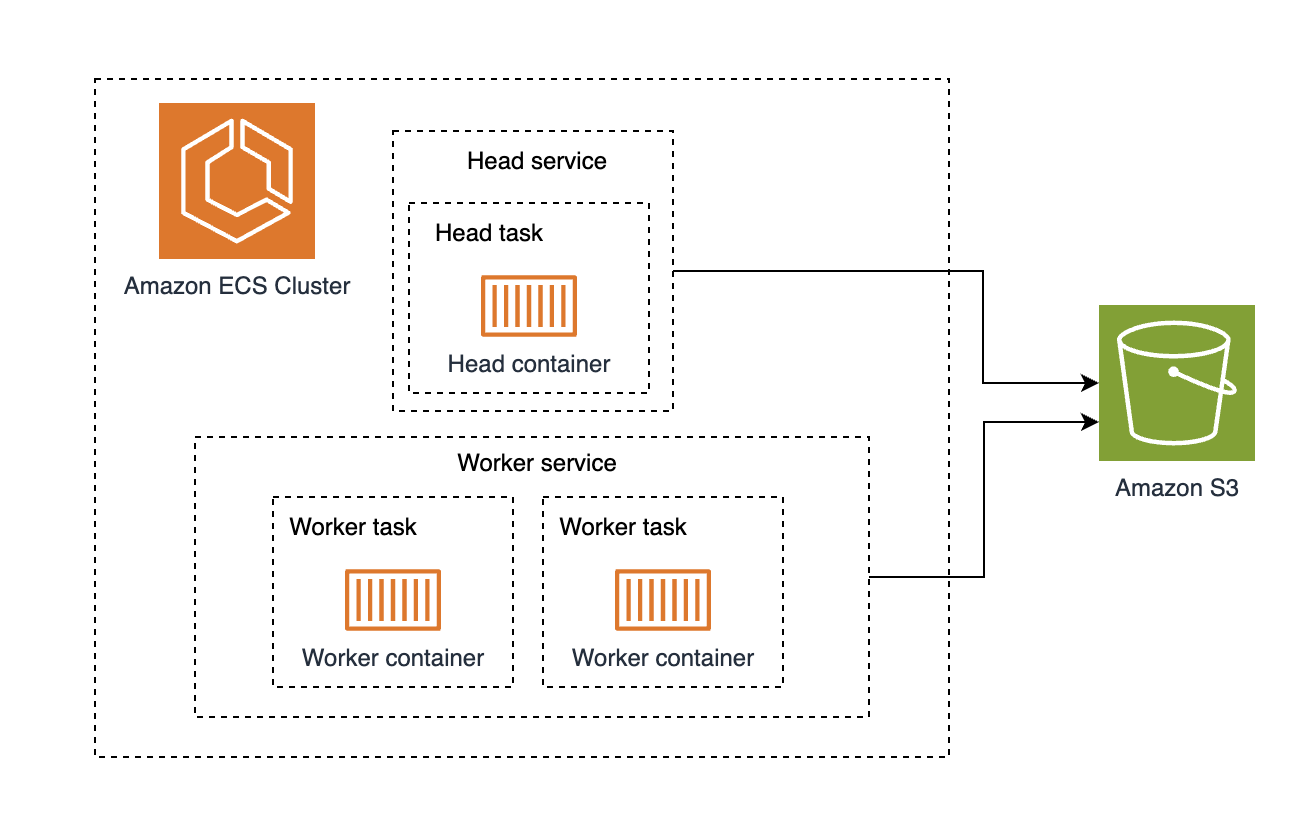 Head service
Head task
Amazon ECS Cluster
Head container
Worker service
Amazon S3
Worker task
Worker task
Worker container
Worker container